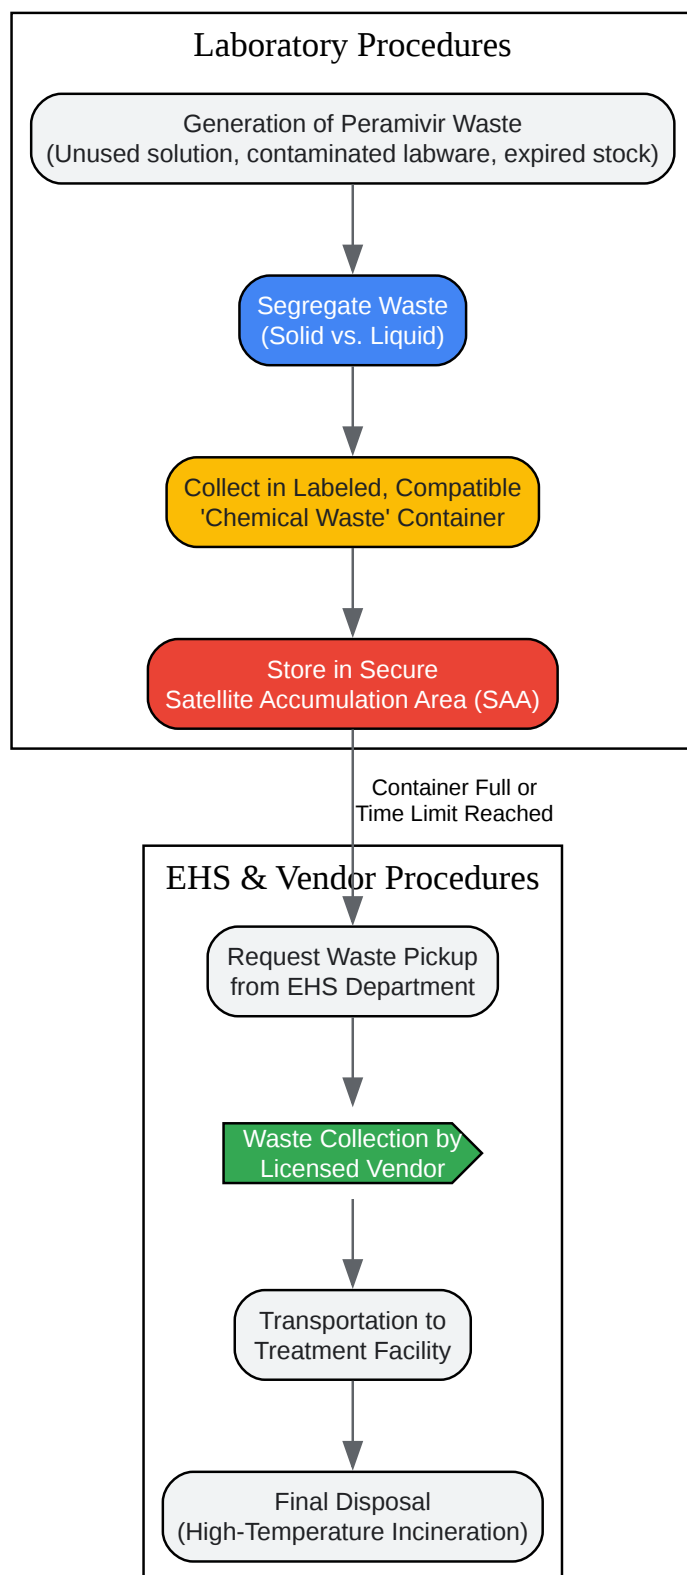 Laboratory Procedures
Generation of Peramivir Waste
(Unused solution, contaminated labware, expired stock)
Segregate Waste
(Solid vs. Liquid)
Collect in Labeled, Compatible
'Chemical Waste' Container
Store in Secure
Satellite Accumulation Area (SAA)
Container Full or
Time Limit Reached
EHS & Vendor Procedures
Request Waste Pickup
from EHS Department
Waste Collection by
Licensed Vendor
Transportation to
Treatment Facility
Final Disposal
(High-Temperature Incineration)